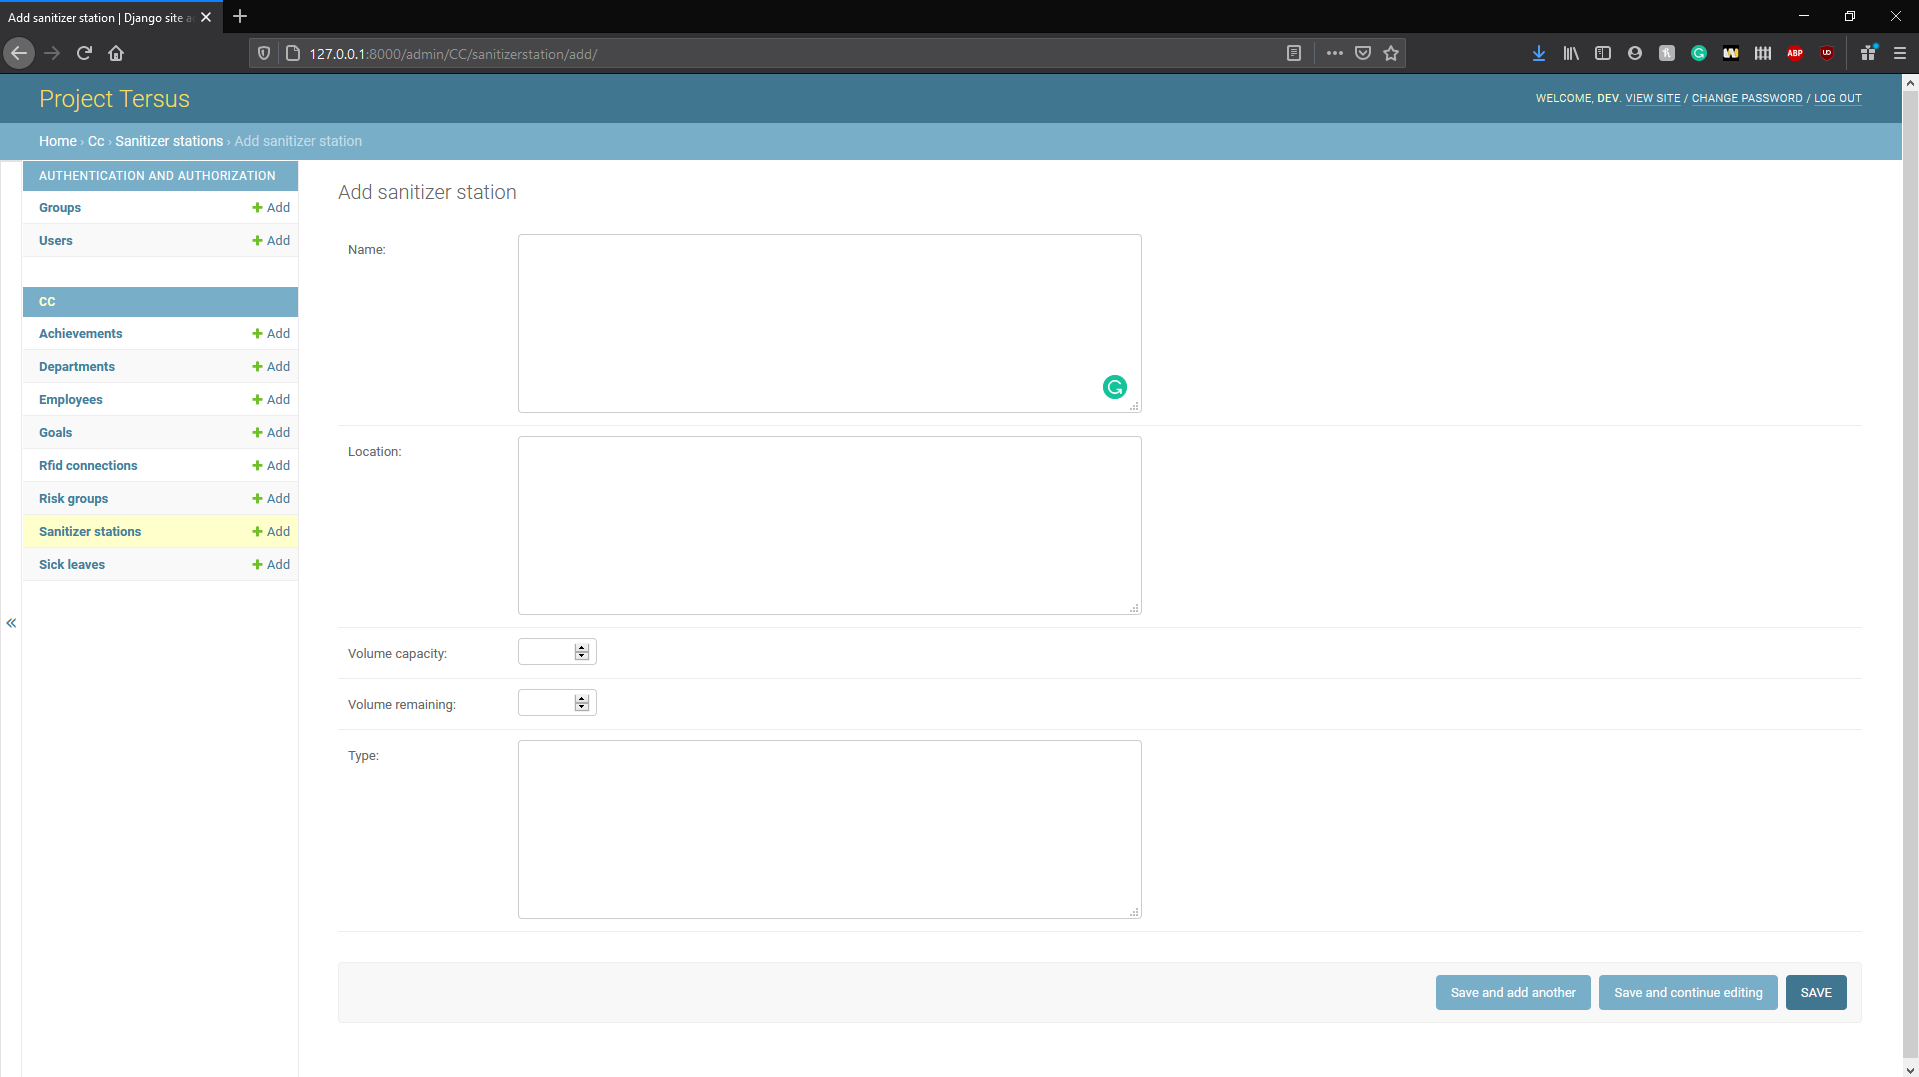 Add sanitizer station | Django site a
127.0.0.1:8000/admin/CC/sanitizerstation/add/
ABP
Project Tersus
WELCOME, DEV. VIEW SITE / CHANGE PASSWORD / LOG OUT
Home › Cc › Sanitizer stations › Add sanitizer station
AUTHENTICATION AND AUTHORIZATION
Groups + Add
Users + Add
CC
Achievements + Add
Departments + Add
Employees + Add
Goals + Add
Rfid connections + Add
Risk groups + Add
Sanitizer stations + Add
Sick leaves + Add
«
Add sanitizer station
Name:
Location:
Volume capacity:
Volume remaining:
Type:
Save and add another
Save and continue editing
SAVE